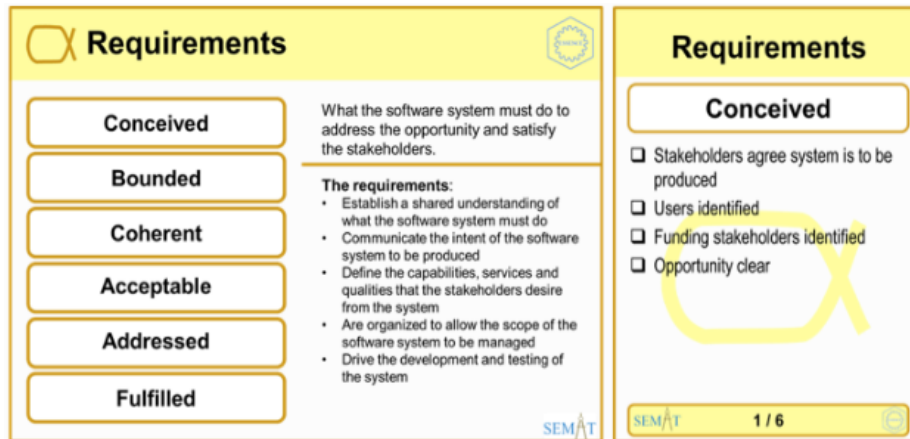 Requirements
Conceived
Bounded
Coherent
Acceptable
Addressed
Fulfilled
What the software system must do to
address the opportunity and satisfy
the stakeholders.
The requirements:
• Establish a shared understanding of
what the software system must do
• Communicate the intent of the software
system to be produced
• Define the capabilities, services and
qualities that the stakeholders desire
from the system
• Are organized to allow the scope of the
software system to be managed
• Drive the development and testing of
the system
SEMAT
Requirements
Conceived
❑ Stakeholders agree system is to be
produced
❑ Users identified
❑ Funding stakeholders identified
❑ Opportunity clear
SEMAT
1 / 6